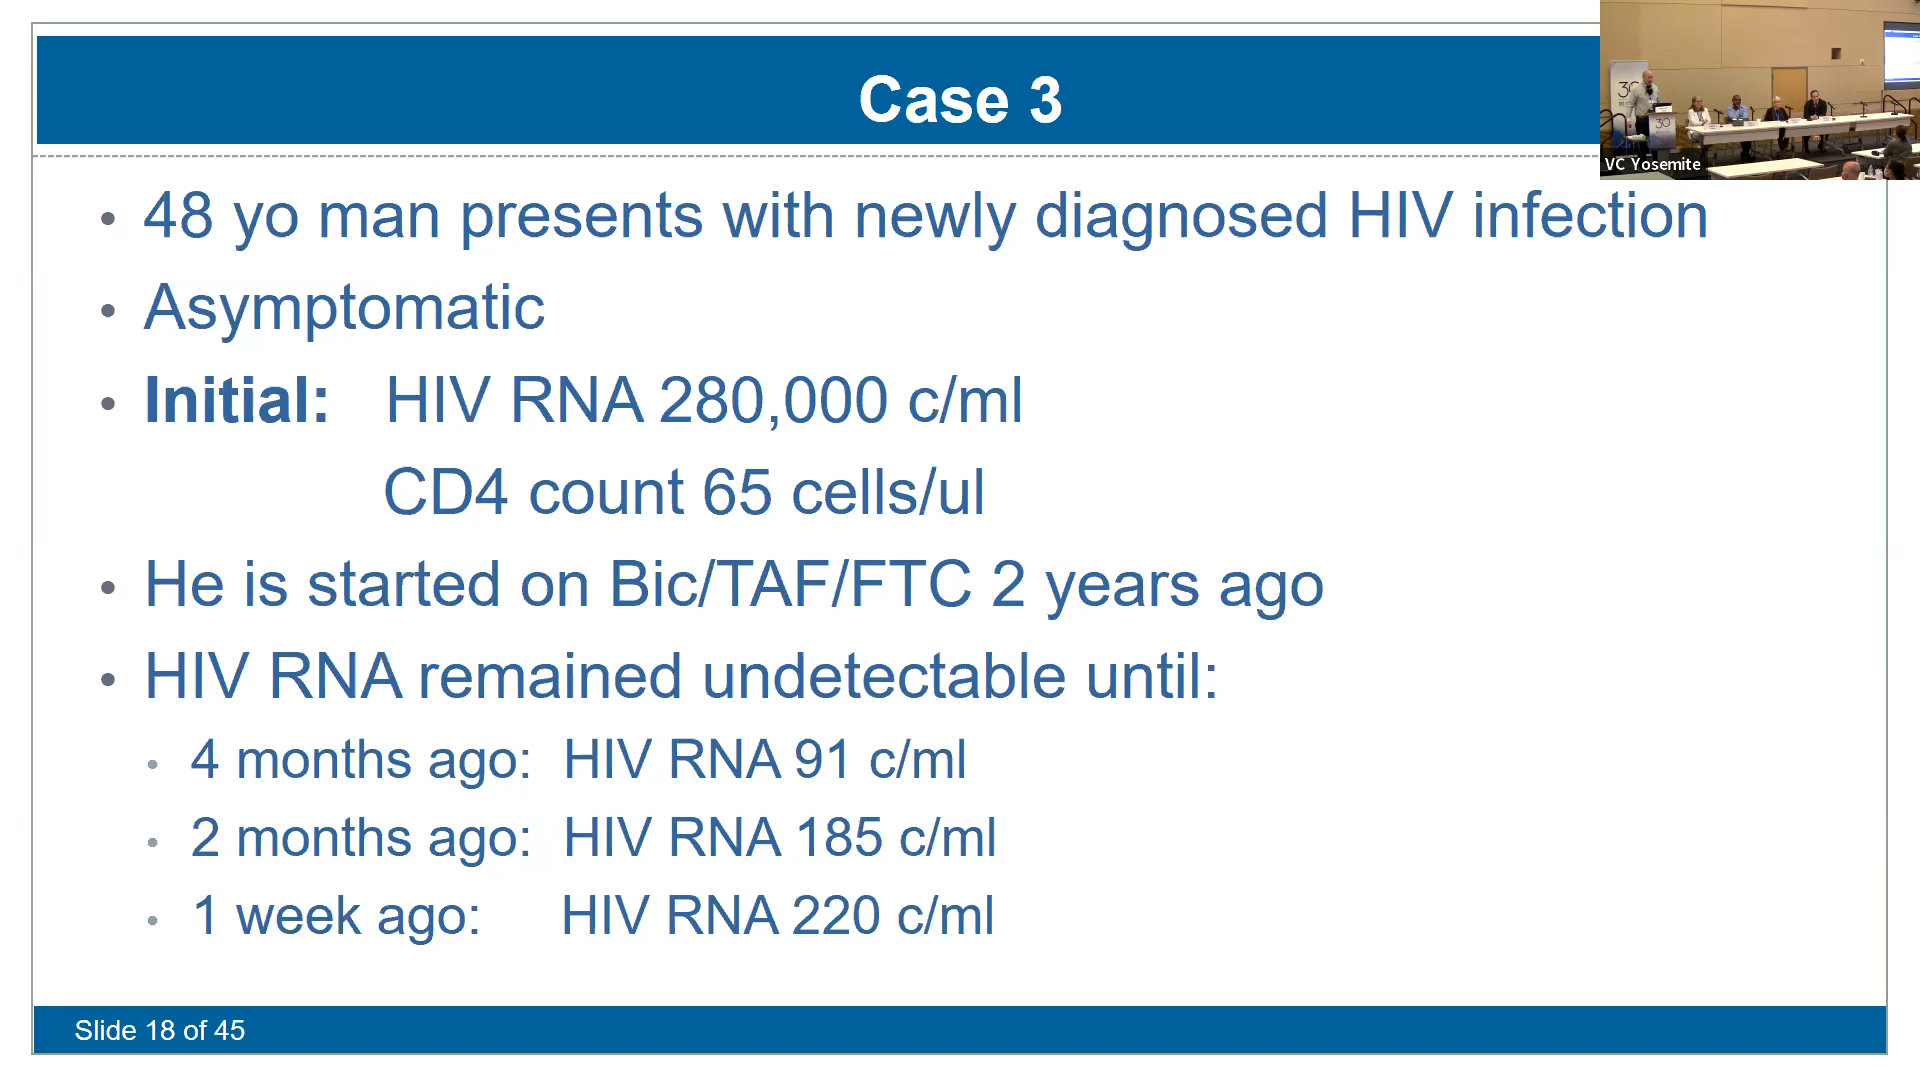 Case 3
48 yo man presents with newly diagnosed HIV infection
Asymptomatic
Initial: HIV RNA 280,000 c/ml
CD4 count 65 cells/ul
He is started on Bic/TAF/FTC 2 years ago
HIV RNA remained undetectable until:
4 months ago: HIV RNA 91 c/ml
2 months ago: HIV RNA 185 c/ml
1 week ago: HIV RNA 220 c/ml
Slide 18 of 45
30
30
VC Yosemite